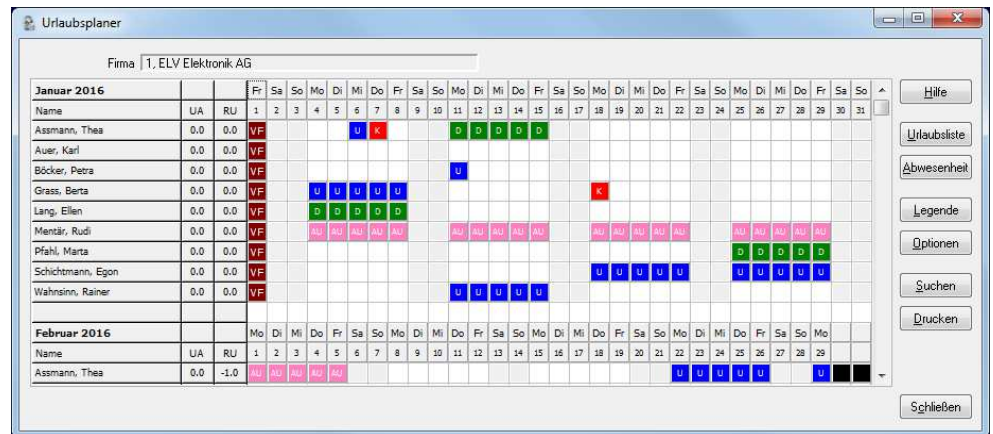 Urlaubsplaner
Firma 1, ELV Elektronik AG
Januar 2016 Fr Sa So Mo Di Mi Do Fr Sa So Mo Di Mi Do Fr Sa So Mo Di Mi Do Fr Sa So Mo Di Mi Do Fr Sa So
Name UA RU 1 2 3 4 5 6 7 8 9 10 11 12 13 14 15 16 17 18 19 20 21 22 23 24 25 26 27 28 29 30 31
Assmann, Thea 0.0 0.0 VF U K D D D D D
Auer, Karl 0.0 0.0 VF
Böcker, Petra 0.0 0.0 VF U
Grass, Berta 0.0 0.0 VF U U U U U K
Lang, Ellen 0.0 0.0 VF D D D D D
Mentär, Rudi 0.0 0.0 VF AU AU AU AU AU AU AU AU AU AU AU AU AU AU AU AU AU AU AU AU
Pfahl, Marta 0.0 0.0 VF D D D D D
Schichtmann, Egon 0.0 0.0 VF U U U U U U U U U U
Wahnsinn, Rainer 0.0 0.0 VF U U U U U
Februar 2016 Mo Di Mi Do Fr Sa So Mo Di Mi Do Fr Sa So Mo Di Mi Do Fr Sa So Mo Di Mi Do Fr Sa So Mo
Name UA RU 1 2 3 4 5 6 7 8 9 10 11 12 13 14 15 16 17 18 19 20 21 22 23 24 25 26 27 28 29
Assmann, Thea 0.0 -1.0 AU AU AU AU AU U U U U U U
Hilfe
Urlaubsliste
Abwesenheit
Legende
Optionen
Suchen
Drucken
Schließen